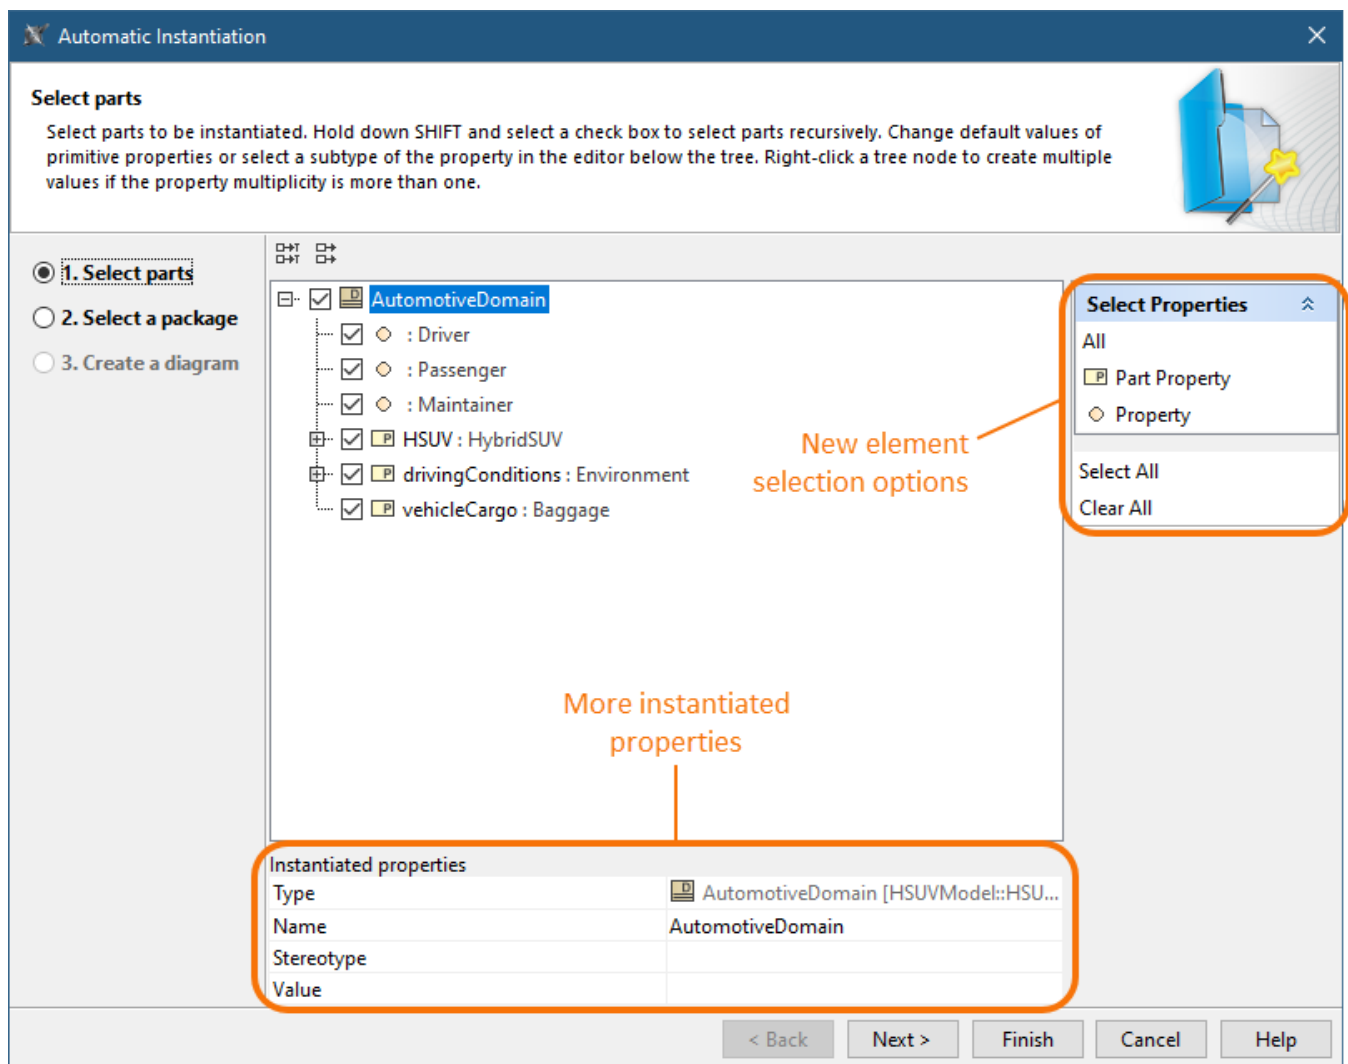 Automatic Instantiation
Select parts
Select parts to be instantiated. Hold down SHIFT and select a check box to select parts recursively. Change default values of
primitive properties or select a subtype of the property in the editor below the tree. Right-click a tree node to create multiple
values if the property multiplicity is more than one.
1. Select parts
2. Select a package
3. Create a diagram
AutomotiveDomain
: Driver
: Passenger
: Maintainer
HSUV : HybridSUV
drivingConditions : Environment
vehicleCargo : Baggage
New element
selection options
Select Properties
All
Part Property
Property
Select All
Clear All
More instantiated
properties
Instantiated properties
Type AutomotiveDomain [HSUVModel::HSU...
Name AutomotiveDomain
Stereotype
Value
< Back Next > Finish Cancel Help